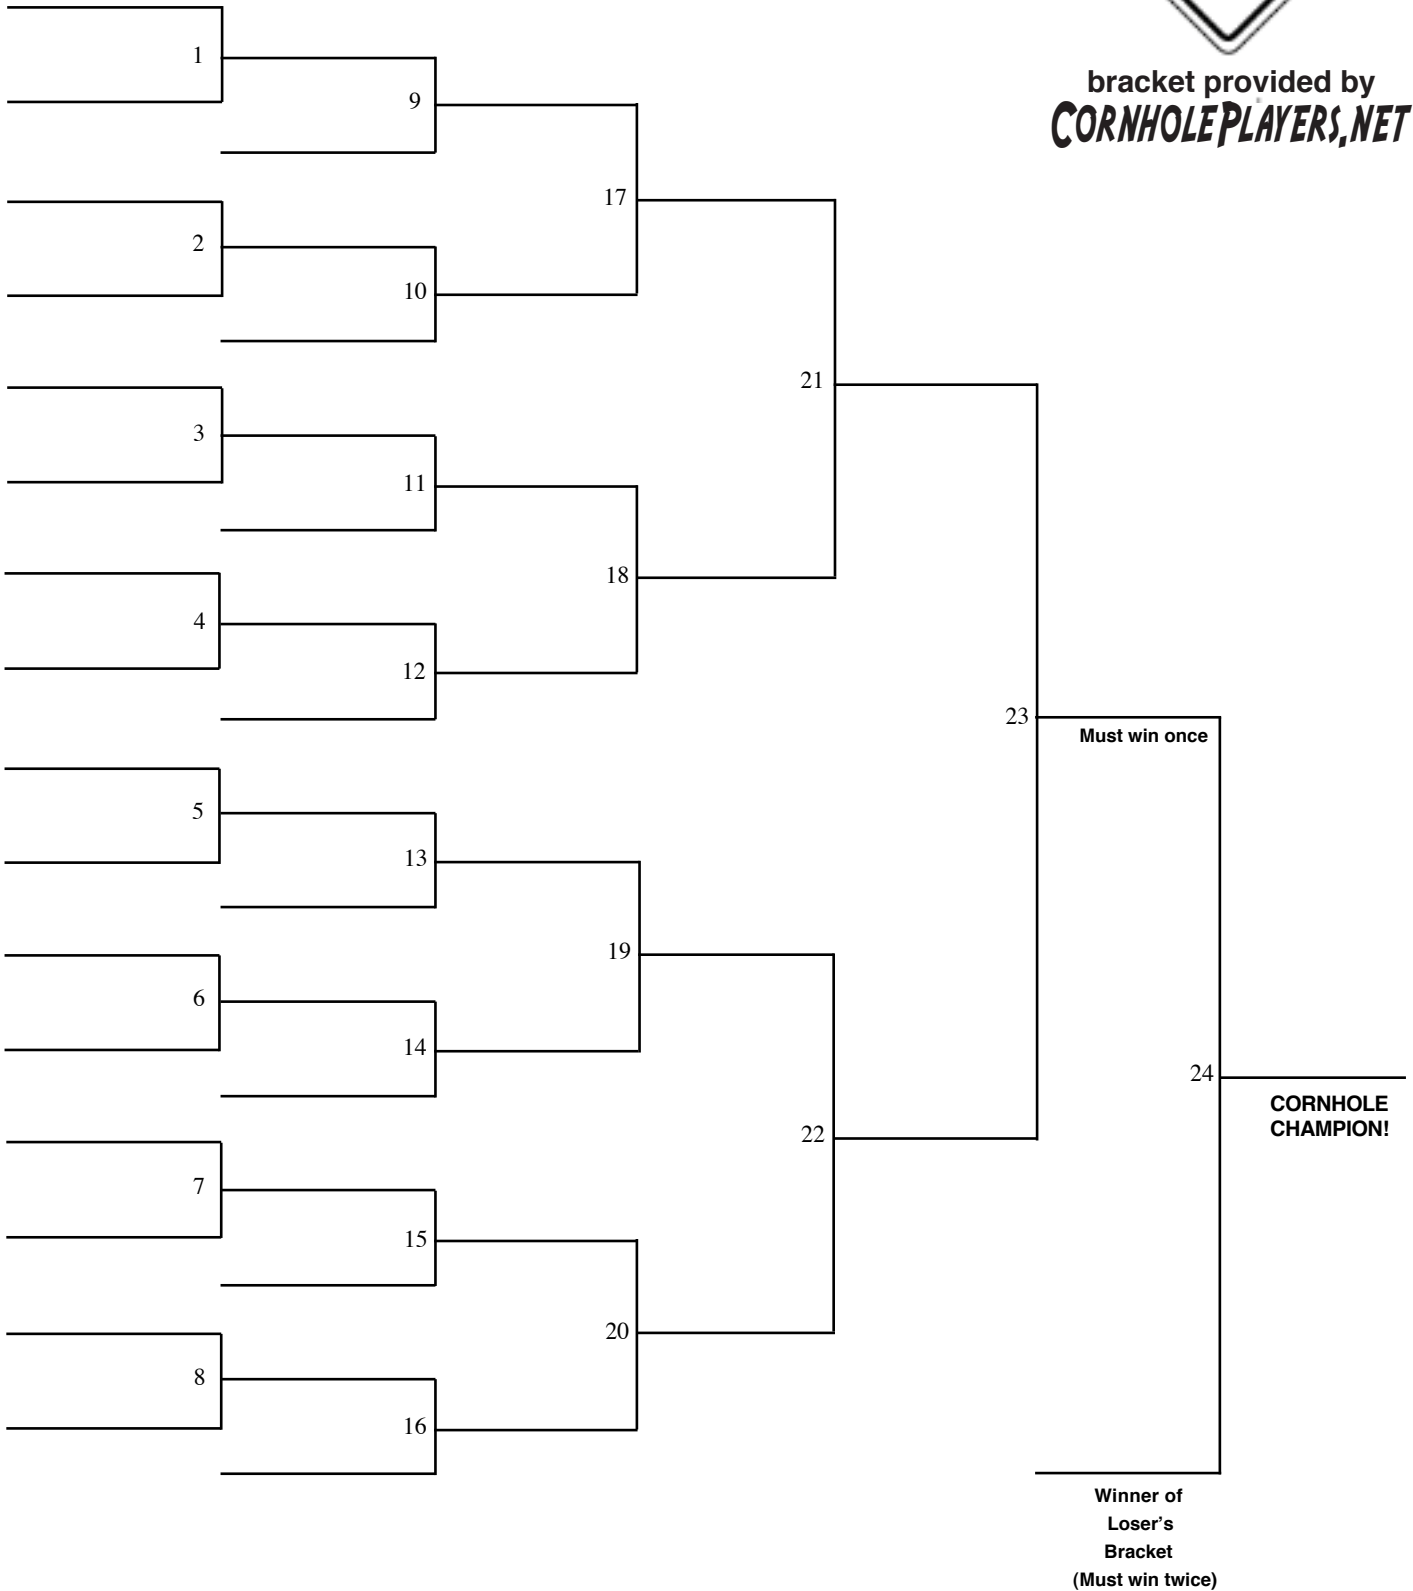 bracket provided by
CORNHOLEPLAYERS.NET
1
9
17
2
10
21
3
11
18
4
12
23
Must win once
5
13
19
6
14
24
CORNHOLE
CHAMPION!
22
7
15
20
8
16
Winner of
Loser's
Bracket
(Must win twice)